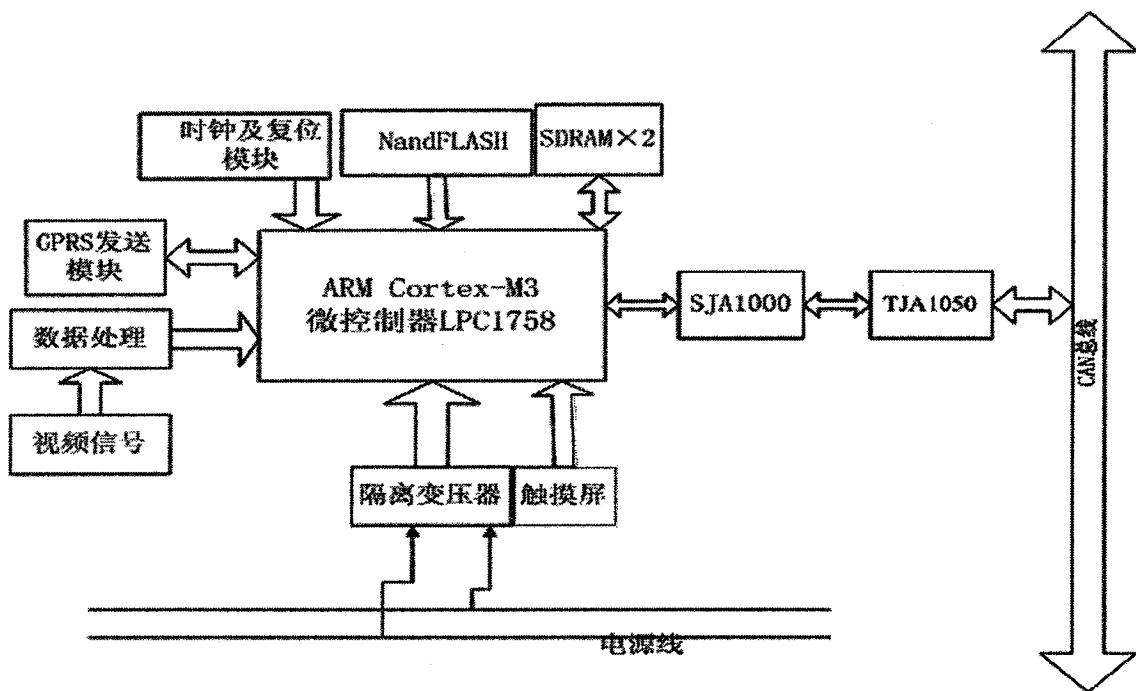 时钟及复位
模块
NandFLASH
SDRAM×2
GPRS发送
模块
ARM Cortex-M3
微控制器LPC1758
SJA1000
TJA1050
CAN总线
数据处理
视频信号
隔离变压器
触摸屏
电源线